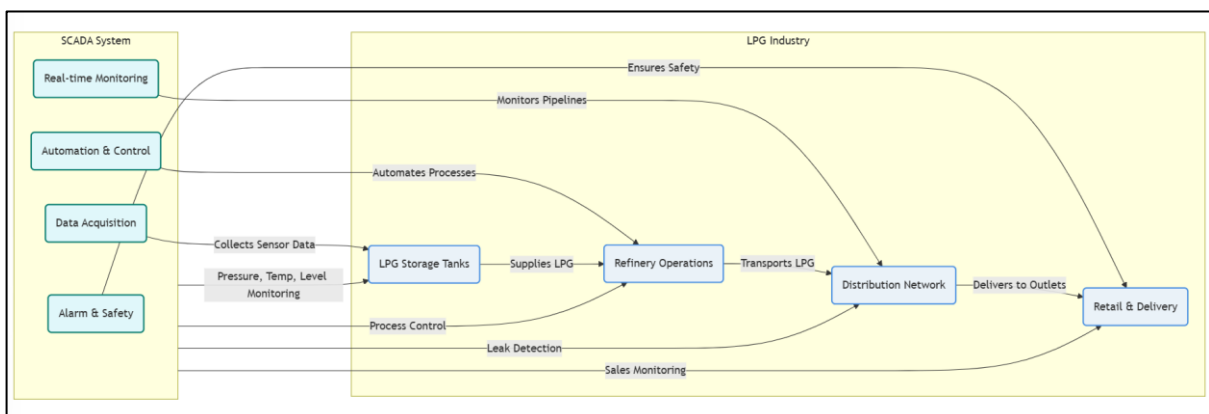 SCADA System
LPG Industry
Real-time Monitoring
Ensures Safety
Monitors Pipelines
Automation & Control
Automates Processes
Data Acquisition
Collects Sensor Data
LPG Storage Tanks
Supplies LPG
Refinery Operations
Transports LPG
Distribution Network
Delivers to Outlets
Retail & Delivery
Pressure, Temp, Level
Monitoring
Alarm & Safety
Process Control
Leak Detection
Sales Monitoring